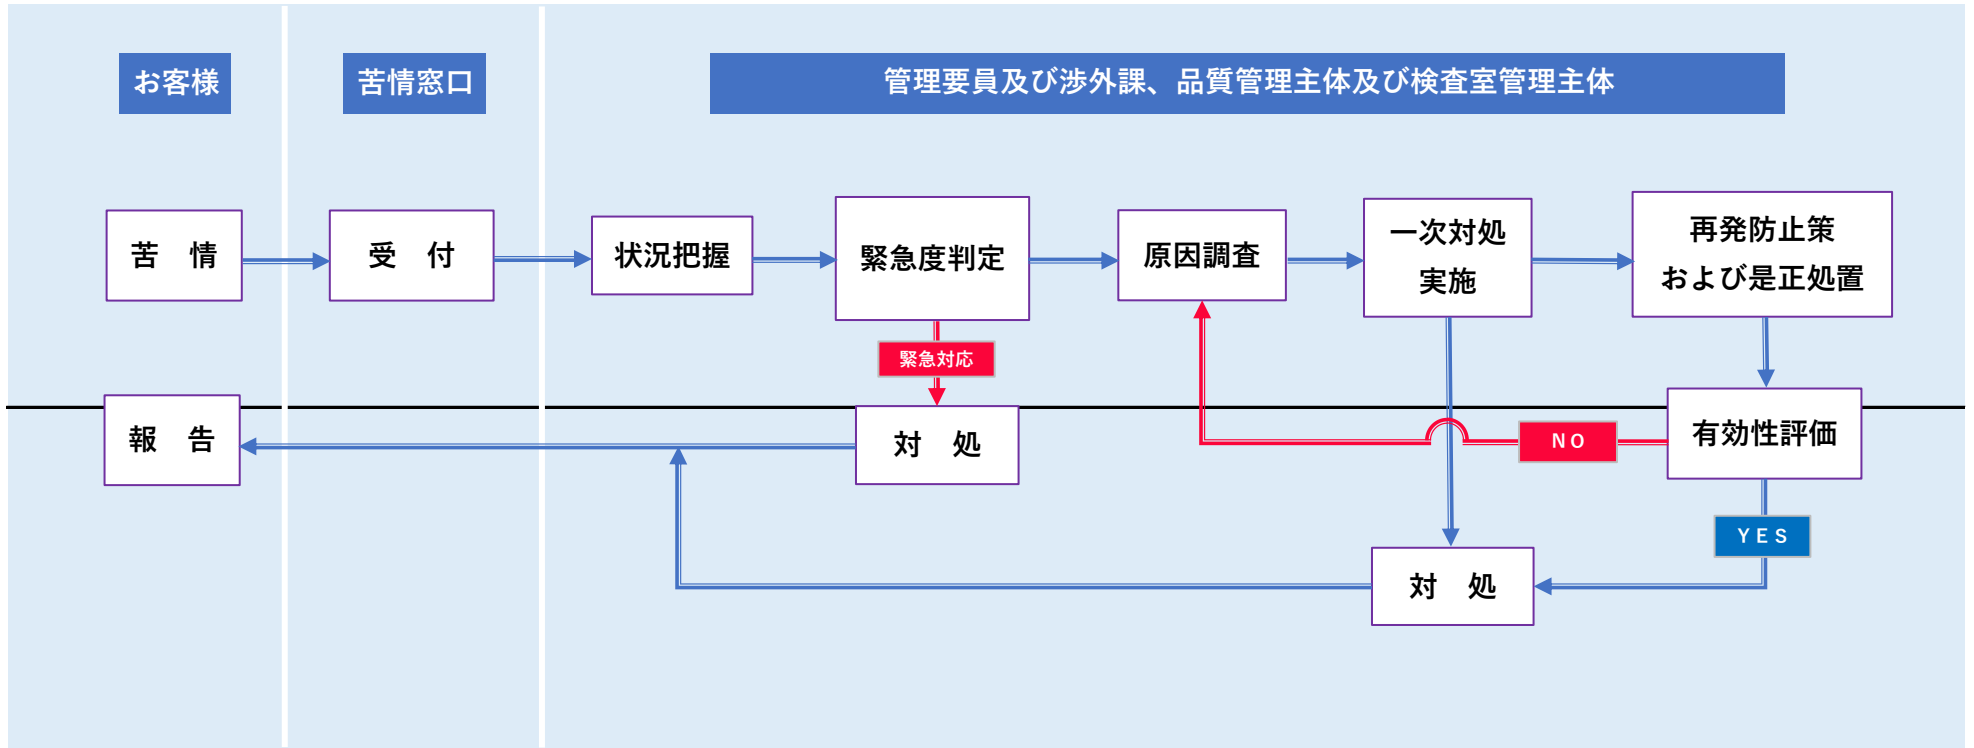 お客様
苦情窓口
管理要員及び渉外課、品質管理主体及び検査室管理主体
苦　情
受　付
状況把握
緊急度判定
原因調査
一次対処
実施
再発防止策
および是正処置
緊急対応
報　告
対　処
NO
有効性評価
YES
対　処